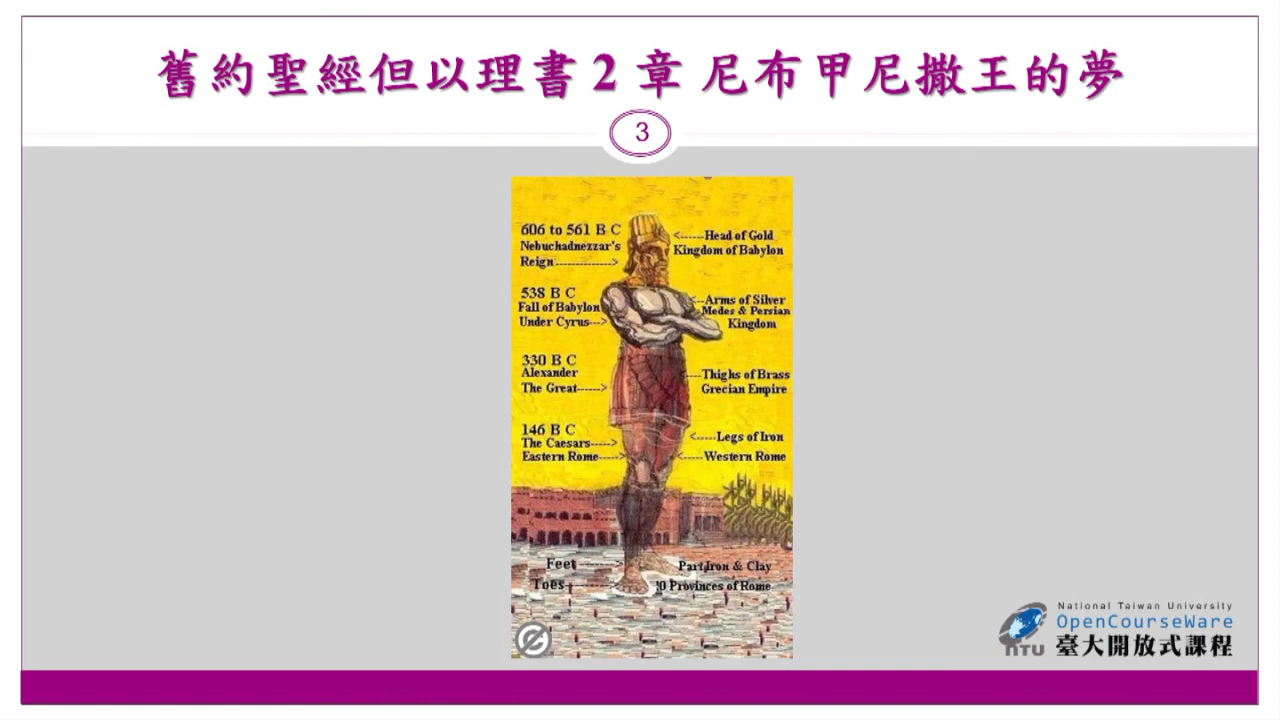 舊約聖經但以理書 2 章 尼布甲尼撒王的夢
3
606 to 561 B C
Nebuchadnezzar's
Reign-------------->
<------Head of Gold
Kingdom of Babylon
538 B C
Fall of Babylon
Under Cyrus--->
<--Arms of Silver
Medes & Persian
Kingdom
330 B C
Alexander
The Great------>
<----Thighs of Brass
Grecian Empire
146 B C
The Caesars----->
Eastern Rome---->
<-----Legs of Iron
<-----Western Rome
Feet -------->
Toes---------->
Part Iron & Clay
10 Provinces of Rome
National Taiwan University
OpenCourseWare
NTU 臺大開放式課程